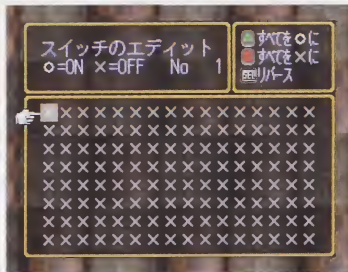 スイッチのエディット
○=ON ×=OFF No 1
すべてを○に
すべてを×に
SEL リバース
× × × × × × × × × × × × × × ×
× × × × × × × × × × × × × × × ×
× × × × × × × × × × × × × × × ×
× × × × × × × × × × × × × × × ×
× × × × × × × × × × × × × × × ×
× × × × × × × × × × × × × × × ×
× × × × × × × × × × × × × × × ×
× × × × × × × × × × × × × × × ×